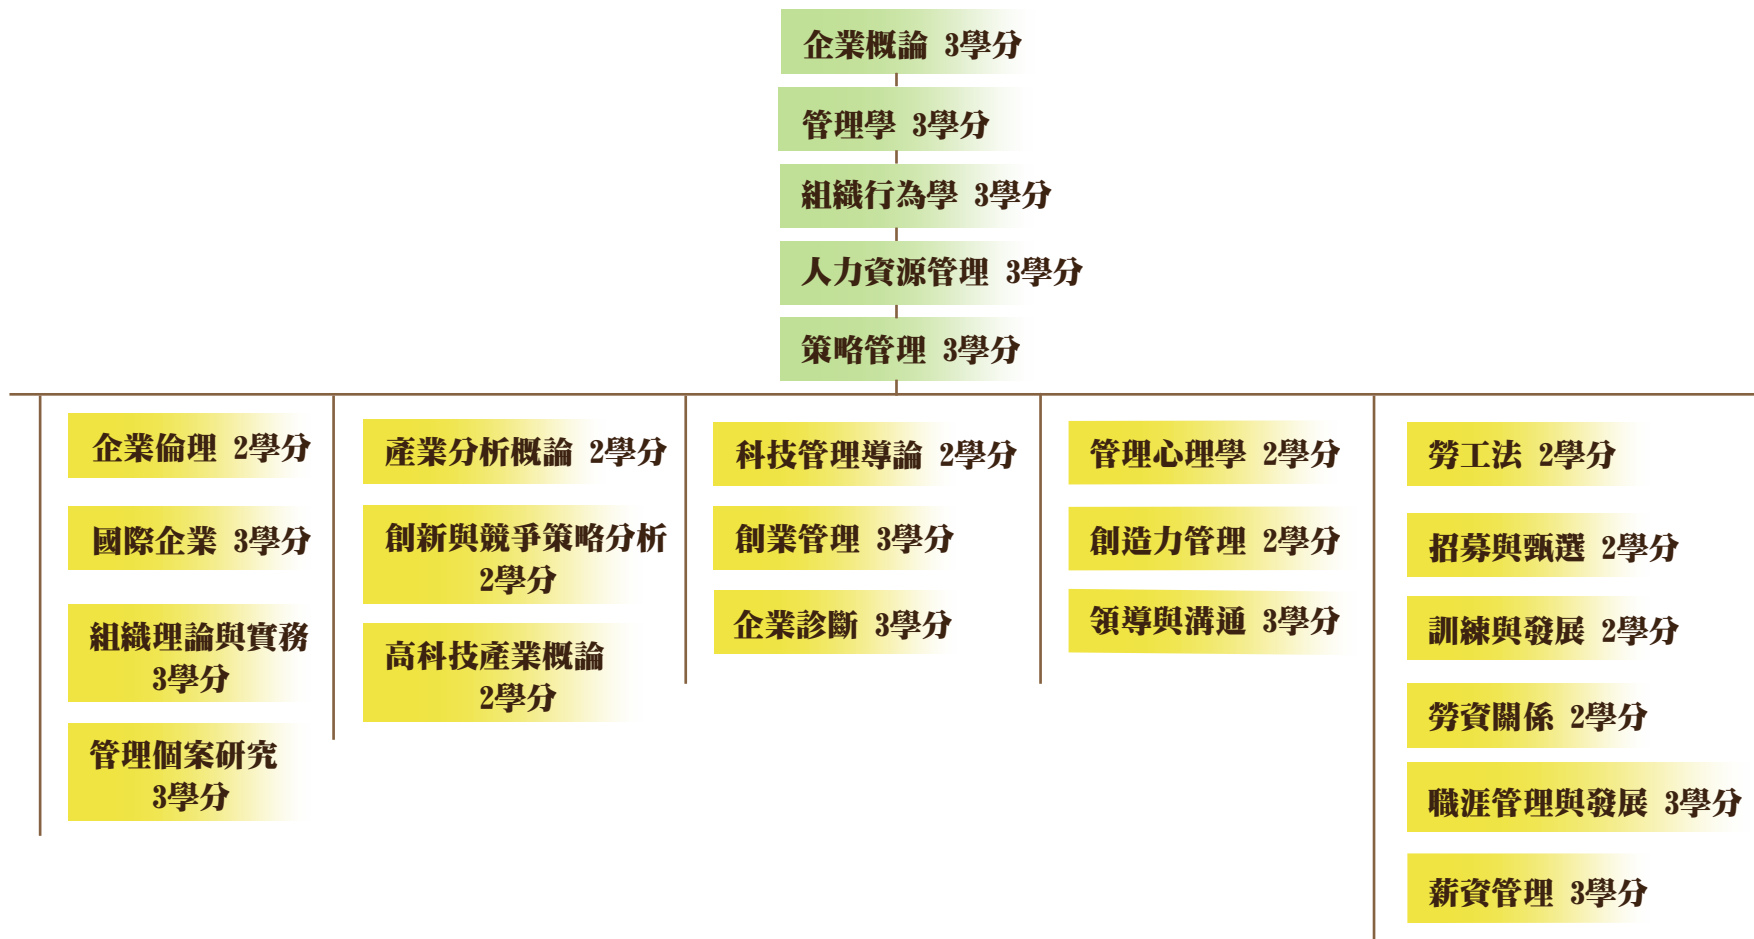 企業概論 3學分
管理學 3學分
組織行為學 3學分
人力資源管理 3學分
策略管理 3學分
企業倫理 2學分
國際企業 3學分
組織理論與實務
3學分
管理個案研究
3學分
產業分析概論 2學分
創新與競爭策略分析
2學分
高科技產業概論
2學分
科技管理導論 2學分
創業管理 3學分
企業診斷 3學分
管理心理學 2學分
創造力管理 2學分
領導與溝通 3學分
勞工法 2學分
招募與甄選 2學分
訓練與發展 2學分
勞資關係 2學分
職涯管理與發展 3學分
薪資管理 3學分